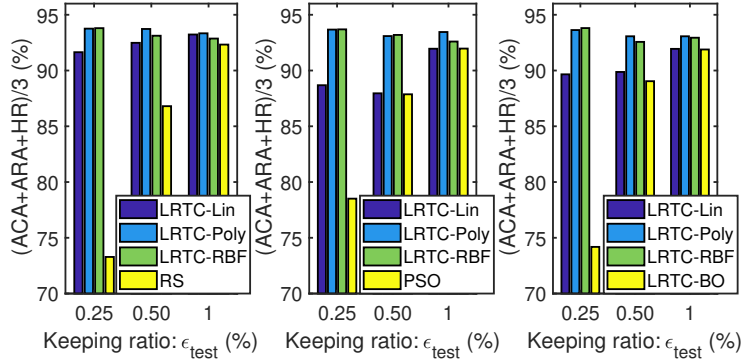 (ACA+ARA+HR)/3 (%)
95
90
85
80
75
70
LRTC-Lin
LRTC-Poly
LRTC-RBF
RS
0.25 0.50 1
Keeping ratio: ϵ_test (%)
(ACA+ARA+HR)/3 (%)
95
90
85
80
75
70
LRTC-Lin
LRTC-Poly
LRTC-RBF
PSO
0.25 0.50 1
Keeping ratio: ϵ_test (%)
(ACA+ARA+HR)/3 (%)
95
90
85
80
75
70
LRTC-Lin
LRTC-Poly
LRTC-RBF
LRTC-BO
0.25 0.50 1
Keeping ratio: ϵ_test (%)